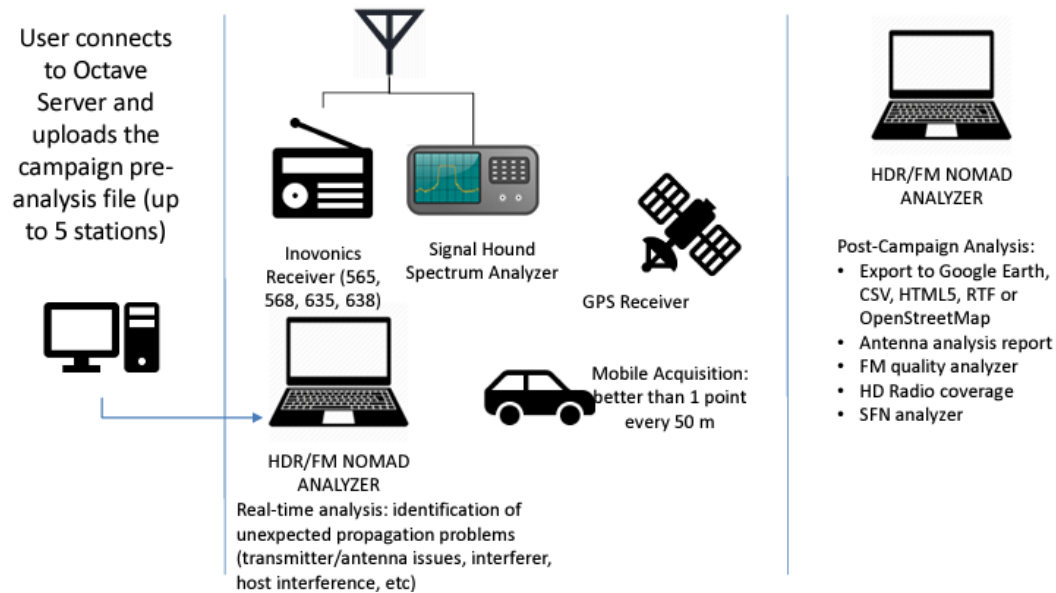 User connects
to Octave
Server and
uploads the
campaign pre-
analysis file (up
to 5 stations)
Inovonics
Receiver (565,
568, 635, 638)
Signal Hound
Spectrum Analyzer
GPS Receiver
Mobile Acquisition:
better than 1 point
every 50 m
HDR/FM NOMAD
ANALYZER
Real-time analysis: identification of
unexpected propagation problems
(transmitter/antenna issues, interferer,
host interference, etc)
HDR/FM NOMAD
ANALYZER
Post-Campaign Analysis:
• Export to Google Earth,
CSV, HTML5, RTF or
OpenStreetMap
• Antenna analysis report
• FM quality analyzer
• HD Radio coverage
• SFN analyzer